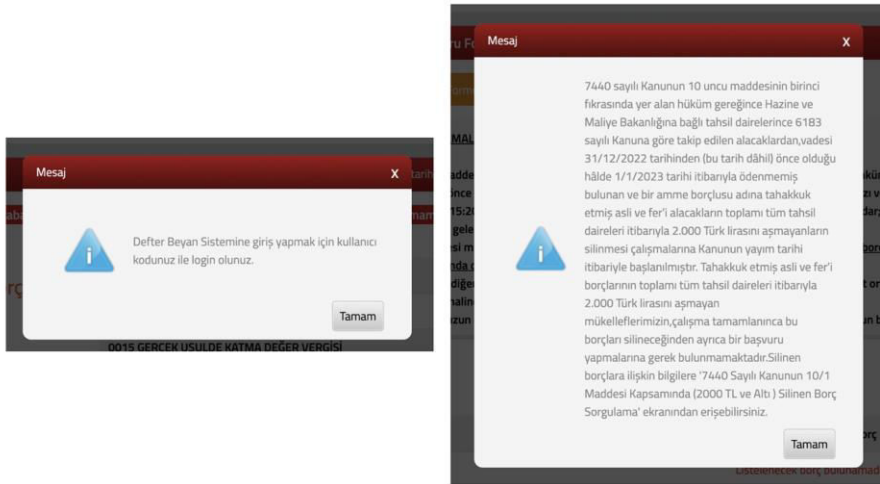 Mesaj
X
Defter Beyan Sistemine giriş yapmak için kullanıcı
kodunuz ile login olunuz.
Tamam
0015 GERCEK USULDE KATMA DEĞER VERGİSİ
Mesaj
X
7440 sayılı Kanunun 10 uncu maddesinin birinci
fıkrasında yer alan hüküm gereğince Hazine ve
Maliye Bakanlığına bağlı tahsil dairelerince 6183
sayılı Kanuna göre takip edilen alacaklardan,vadesi
31/12/2022 tarihinden (bu tarih dâhil) önce olduğu
hâlde 1/1/2023 tarihi itibarıyla ödenmemiş
bulunan ve bir amme borçlusu adına tahakkuk
etmiş asli ve fer'i alacakların toplamı tüm tahsil
daireleri itibarıyla 2.000 Türk lirasını aşmayanların
silinmesi çalışmalarına Kanunun yayım tarihi
itibariyle başlanılmıştır. Tahakkuk etmiş asli ve fer'i
borçlarının toplamı tüm tahsil daireleri itibarıyla
2.000 Türk lirasını aşmayan
mükelleflerimizin,çalışma tamamlanınca bu
borçları silineceğinden ayrıca bir başvuru
yapmalarına gerek bulunmamaktadır.Silinen
borçlara ilişkin bilgilere '7440 Sayılı Kanunun 10/1
Maddesi Kapsamında (2000 TL ve Altı ) Silinen Borç
Sorgulama' ekranından erişebilirsiniz.
Tamam
Listelenecek borç